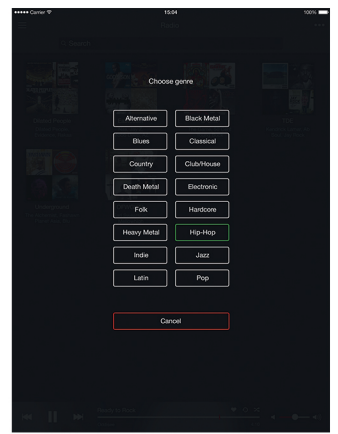 Carrier
15:04
100%
Search
Choose genre
Alternative
Black Metal
Blues
Classical
Country
Club/House
Death Metal
Electronic
Folk
Hardcore
Heavy Metal
Hip-Hop
Indie
Jazz
Latin
Pop
Cancel